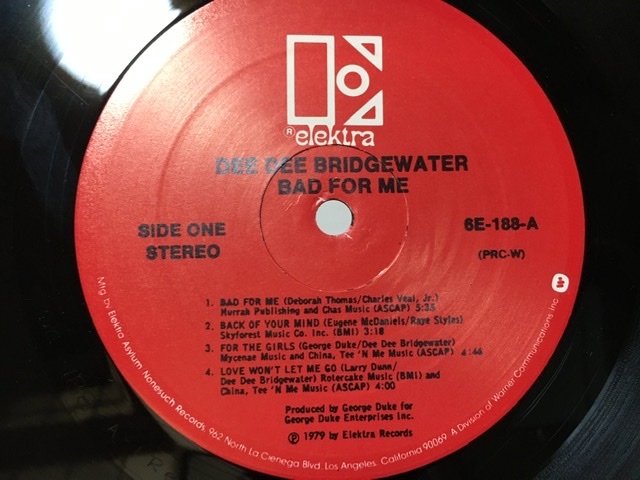 ® elektra
DEE DEE BRIDGEWATER
BAD FOR ME
SIDE ONE
STEREO
6E-188-A
(PRC-W)
1. BAD FOR ME (Deborah Thomas/Charles Veal, Jr.)
Hurrah Publishing and Chas Music (ASCAP) 5:35
2. BACK OF YOUR MIND (Eugene McDaniels/Raye Styles)
Skyforest Music Co. Inc. (BMI) 3:18
3. FOR THE GIRLS (George Duke/Dee Dee Bridgewater)
Mycenae Music and China, Tee 'N Me Music (ASCAP) 4:46
4. LOVE WON'T LET ME GO (Larry Dunn/
Dee Dee Bridgewater) Rotercake Music (BMI) and
China, Tee 'N Me Music (ASCAP) 4:00
Produced by George Duke for
George Duke Enterprises Inc.
℗ 1979 by Elektra Records
Mfg by Elektra Asylum Nonesuch Records, 962 North La Cienega Blvd. Los Angeles, California 90069 A Division of Warner Communications Inc.